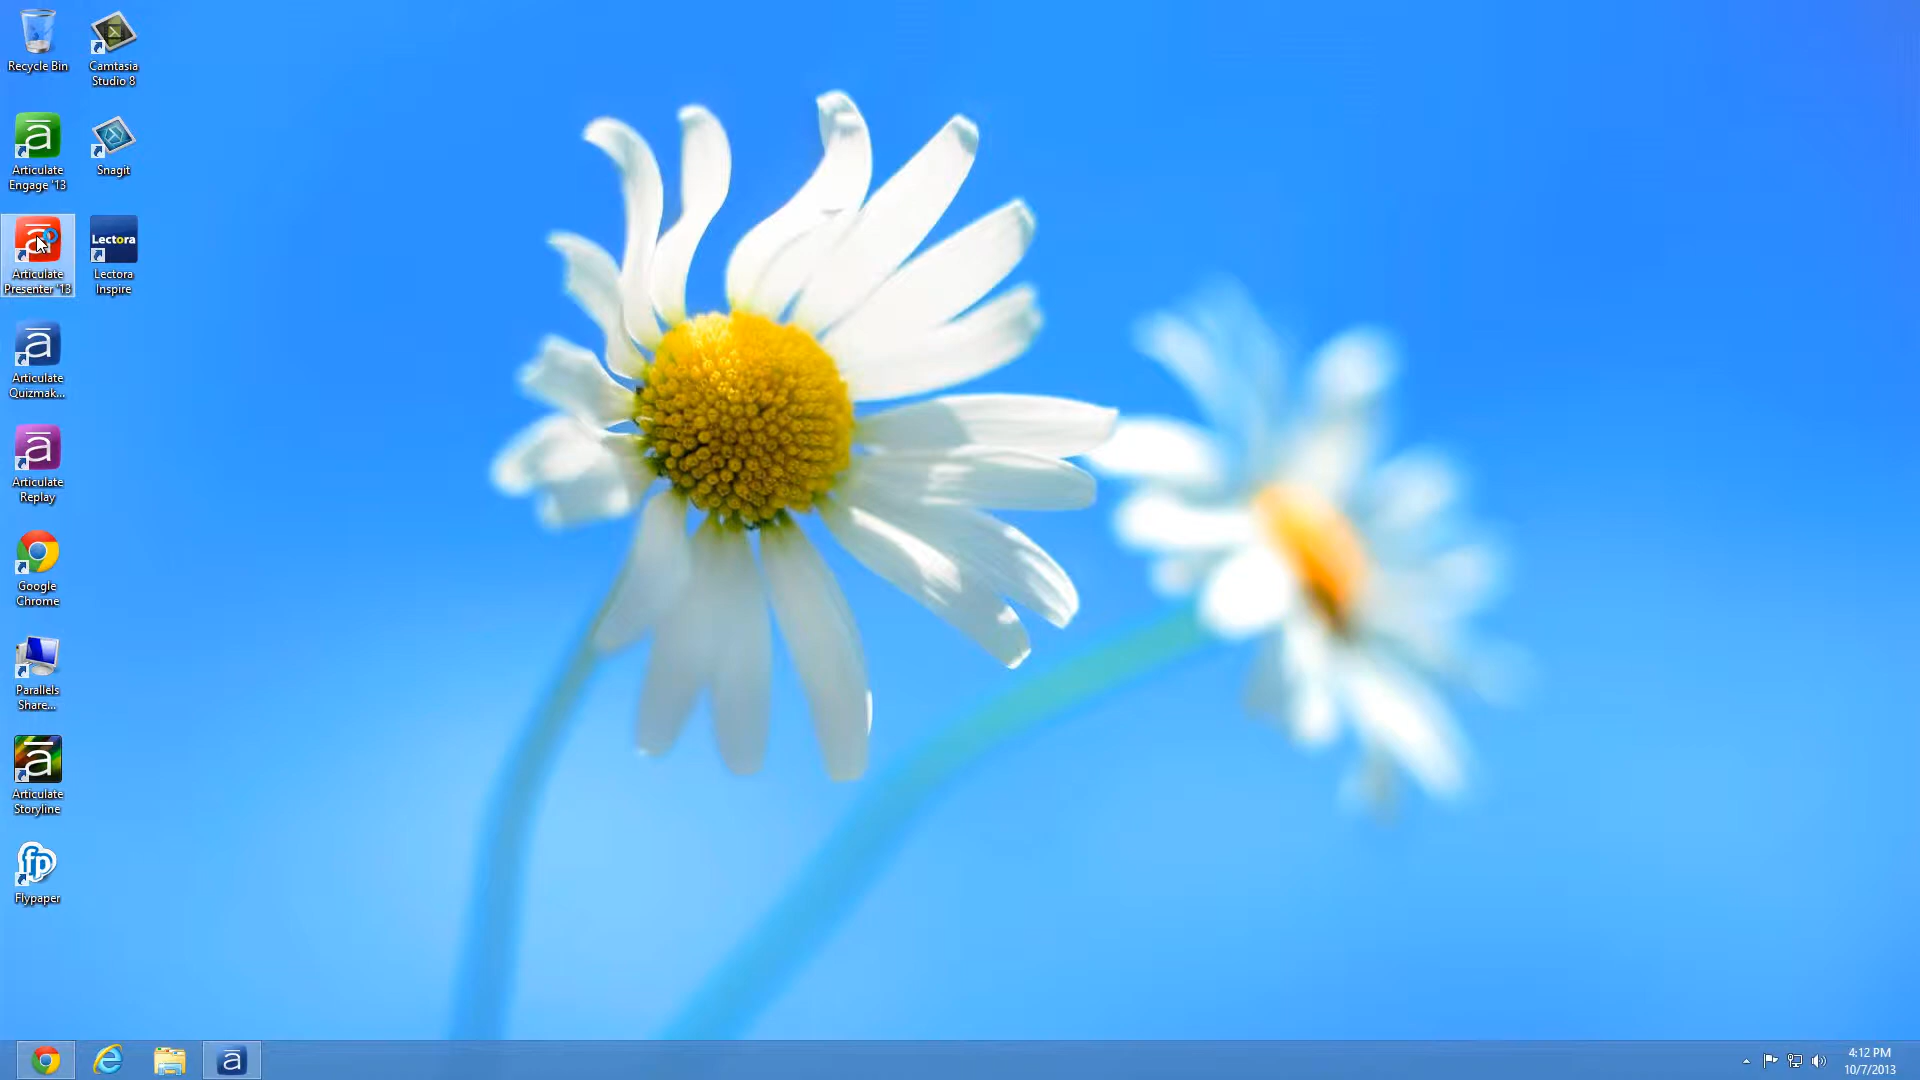 Recycle Bin
Camtasia
Studio 8
Articulate
Engage '13
Snagit
Articulate
Presenter '13
Lectora
Lectora
Inspire
Articulate
Quizmak...
Articulate
Replay
Google
Chrome
Parallels
Share...
Articulate
Storyline
fp
Flypaper
4:12 PM
10/7/2013